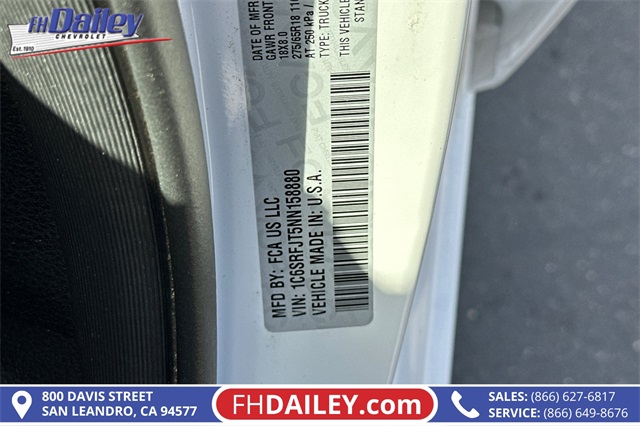 FH Dailey
CHEVROLET
Est. 1910
MFD BY: FCA US LLC
VIN: 1C6SRFJT5NN158880
VEHICLE MADE IN: U.S.A.
DATE OF MA
GAWR FRONT
18X8.0
275/65R18 116
AT 250 kPa /
TYPE: TRUCK
THIS VEHICLE
STAN
800 DAVIS STREET
SAN LEANDRO, CA 94577
FHDAILEY.com
SALES: (866) 627-6817
SERVICE: (866) 649-8676